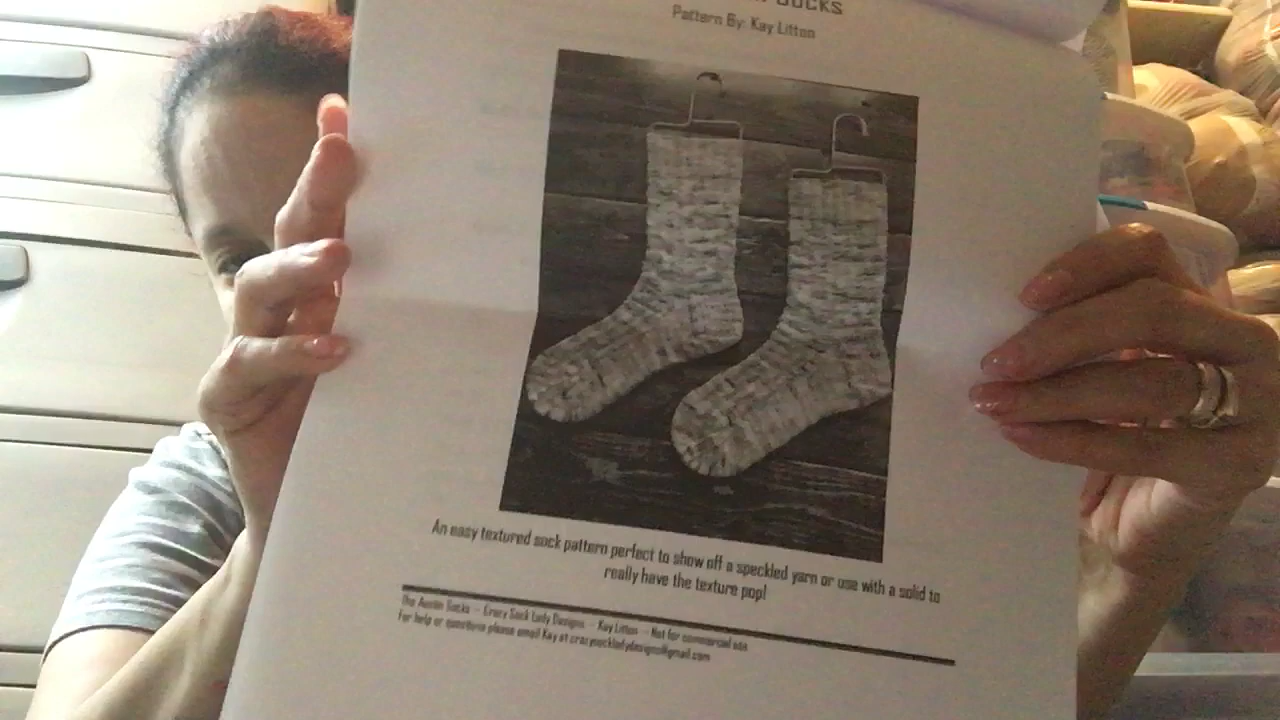 SOCKS
Pattern By: Kay Litton
An easy textured sock pattern perfect to show off a speckled yarn or use with a solid to
really have the texture pop!
The Austin Socks - Crazy Sock Lady Designs - Kay Litton - Not for commercial use
For help or questions please email Kay at crazysockladydesigns@gmail.com